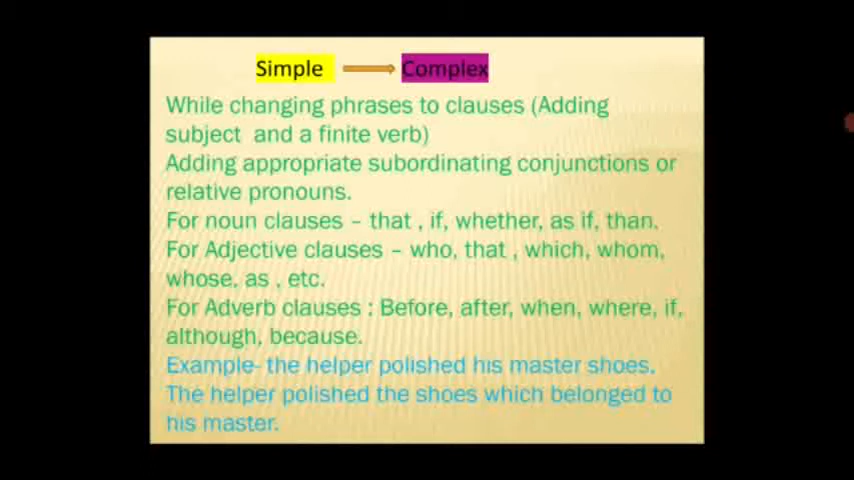 Simple Complex
While changing phrases to clauses (Adding
subject and a finite verb)
Adding appropriate subordinating conjunctions or
relative pronouns.
For noun clauses – that , if, whether, as if, than.
For Adjective clauses – who, that , which, whom,
whose, as , etc.
For Adverb clauses : Before, after, when, where, if,
although, because.
Example- the helper polished his master shoes.
The helper polished the shoes which belonged to
his master.